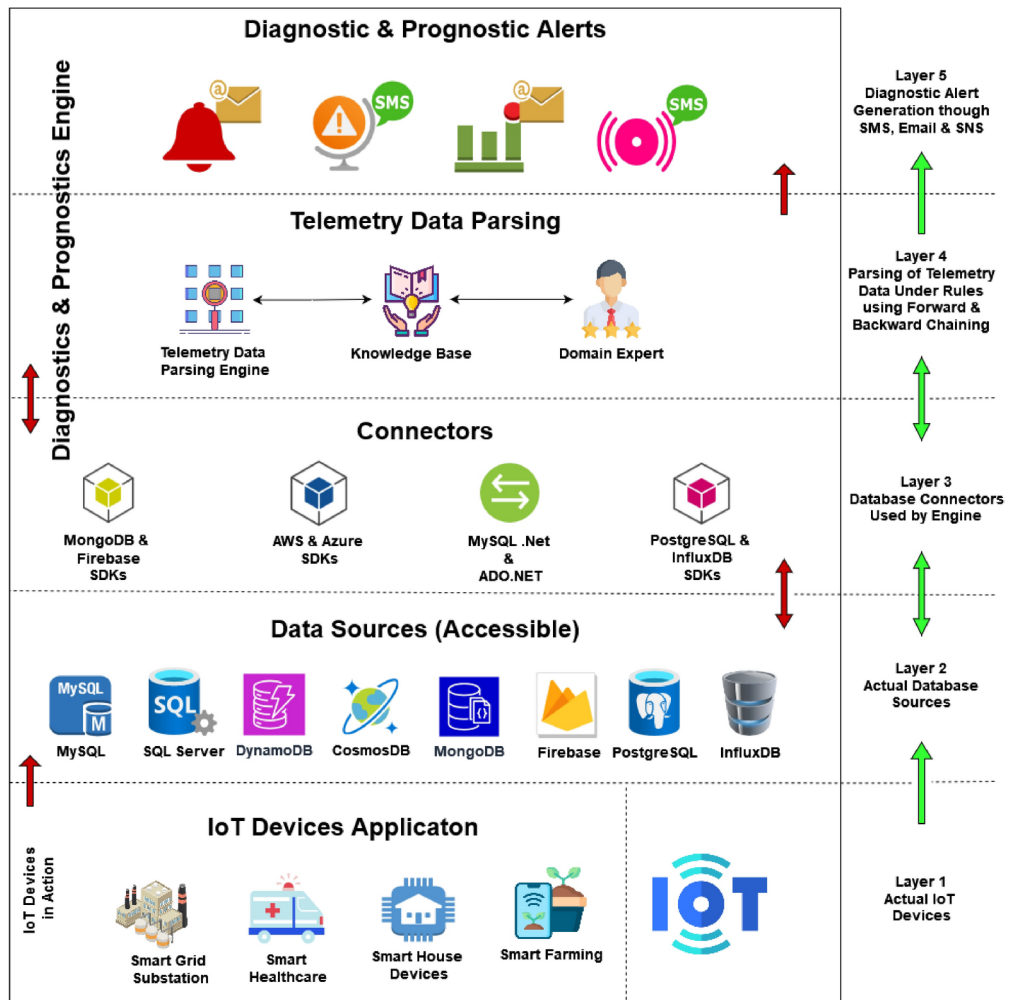 Diagnostic & Prognostic Alerts
Diagnostics & Prognostics Engine
@
SMS
@
SMS
Layer 5
Diagnostic Alert
Generation though
SMS, Email & SNS
Telemetry Data Parsing
Telemetry Data
Parsing Engine
Knowledge Base
Domain Expert
Layer 4
Parsing of Telemetry
Data Under Rules
using Forward &
Backward Chaining
Connectors
MongoDB &
Firebase
SDKs
AWS & Azure
SDKs
MySQL .Net
&
ADO.NET
PostgreSQL &
InfluxDB
SDKs
Layer 3
Database Connectors
Used by Engine
Data Sources (Accessible)
MySQL
M
MySQL
SQL
SQL Server
DynamoDB
CosmosDB
MongoDB
Firebase
PostgreSQL
InfluxDB
Layer 2
Actual Database
Sources
IoT Devices Applicaton
IoT Devices
in Action
Smart Grid
Substation
Smart
Healthcare
Smart House
Devices
Smart Farming
IOT
Layer 1
Actual IoT
Devices